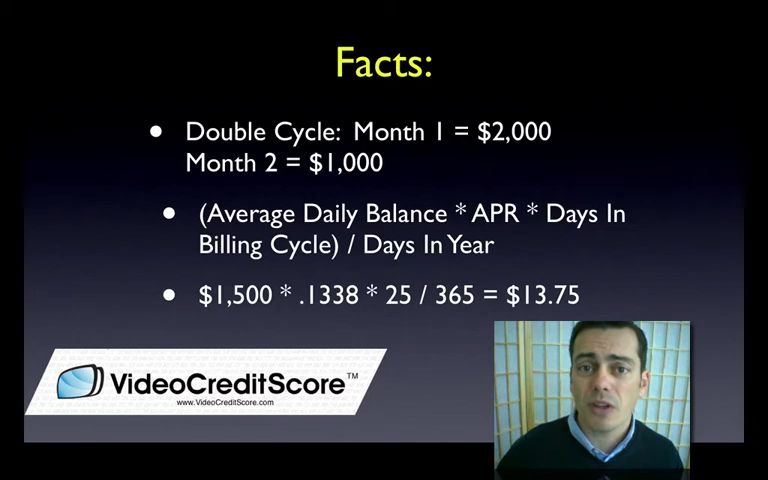 Facts:
Double Cycle: Month 1 = $2,000
Month 2 = $1,000
(Average Daily Balance * APR * Days In
Billing Cycle) / Days In Year
$1,500 * .1338 * 25 / 365 = $13.75
VideoCreditScore™
www.VideoCreditScore.com